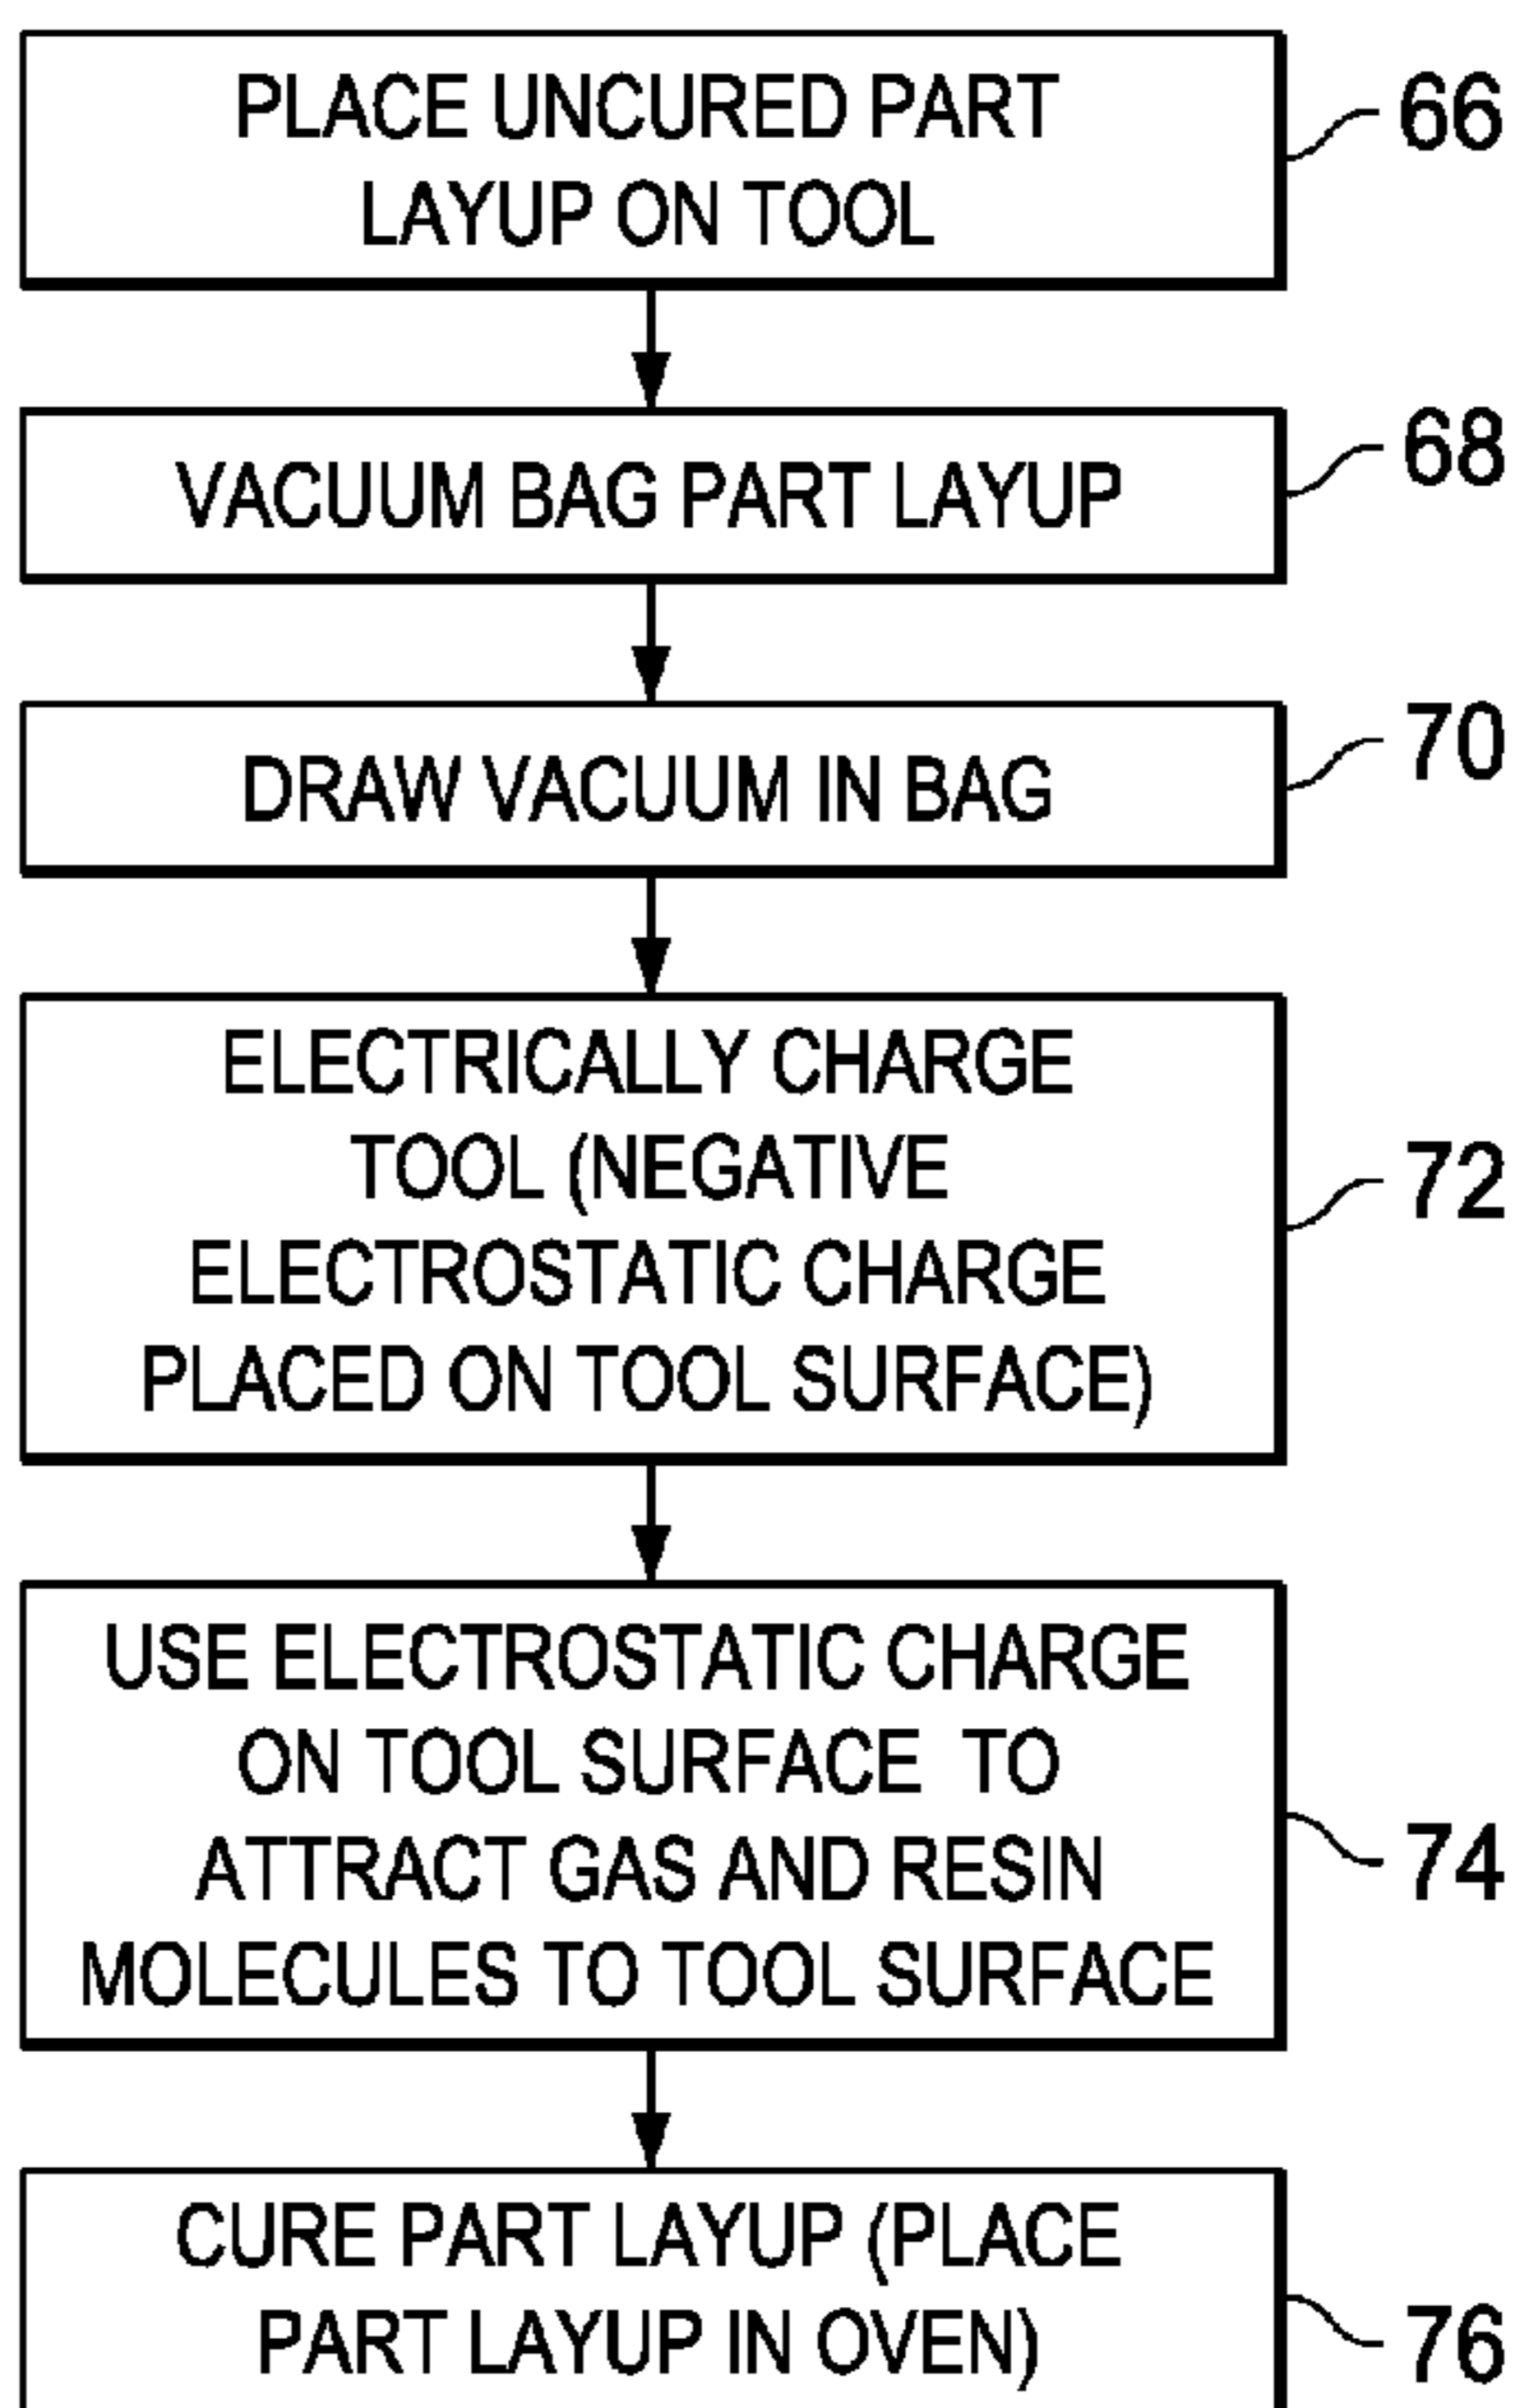 PLACE UNCURED PART
LAYUP ON TOOL
66
VACUUM BAG PART LAYUP
68
DRAW VACUUM IN BAG
70
ELECTRICALLY CHARGE
TOOL (NEGATIVE
ELECTROSTATIC CHARGE
PLACED ON TOOL SURFACE)
72
USE ELECTROSTATIC CHARGE
ON TOOL SURFACE TO
ATTRACT GAS AND RESIN
MOLECULES TO TOOL SURFACE
74
CURE PART LAYUP (PLACE
PART LAYUP IN OVEN)
76